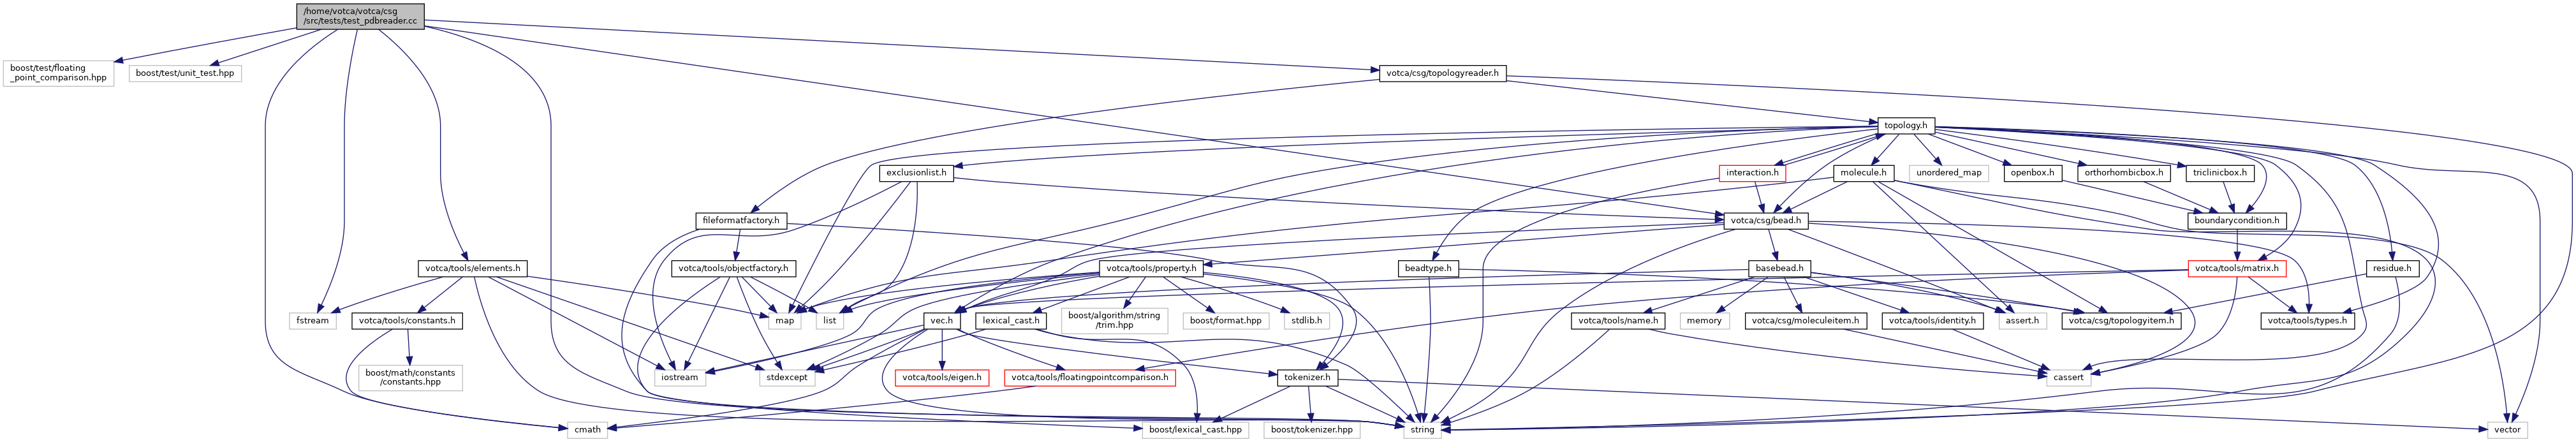 /home/votca/votca/csg
/src/tests/test_pdbreader.cc
boost/test/floating
_point_comparison.hpp
boost/test/unit_test.hpp
votca/csg/topologyreader.h
topology.h
exclusionlist.h
interaction.h
molecule.h
unordered_map
openbox.h
orthorhombicbox.h
triclinicbox.h
fileformatfactory.h
votca/csg/bead.h
boundarycondition.h
votca/tools/elements.h
votca/tools/objectfactory.h
votca/tools/property.h
beadtype.h
basebead.h
votca/tools/matrix.h
residue.h
fstream
votca/tools/constants.h
map
list
vec.h
lexical_cast.h
boost/algorithm/string
/trim.hpp
boost/format.hpp
stdlib.h
votca/tools/name.h
memory
votca/csg/moleculeitem.h
votca/tools/identity.h
assert.h
votca/csg/topologyitem.h
votca/tools/types.h
boost/math/constants
/constants.hpp
iostream
stdexcept
votca/tools/eigen.h
votca/tools/floatingpointcomparison.h
tokenizer.h
cassert
cmath
boost/lexical_cast.hpp
boost/tokenizer.hpp
string
vector